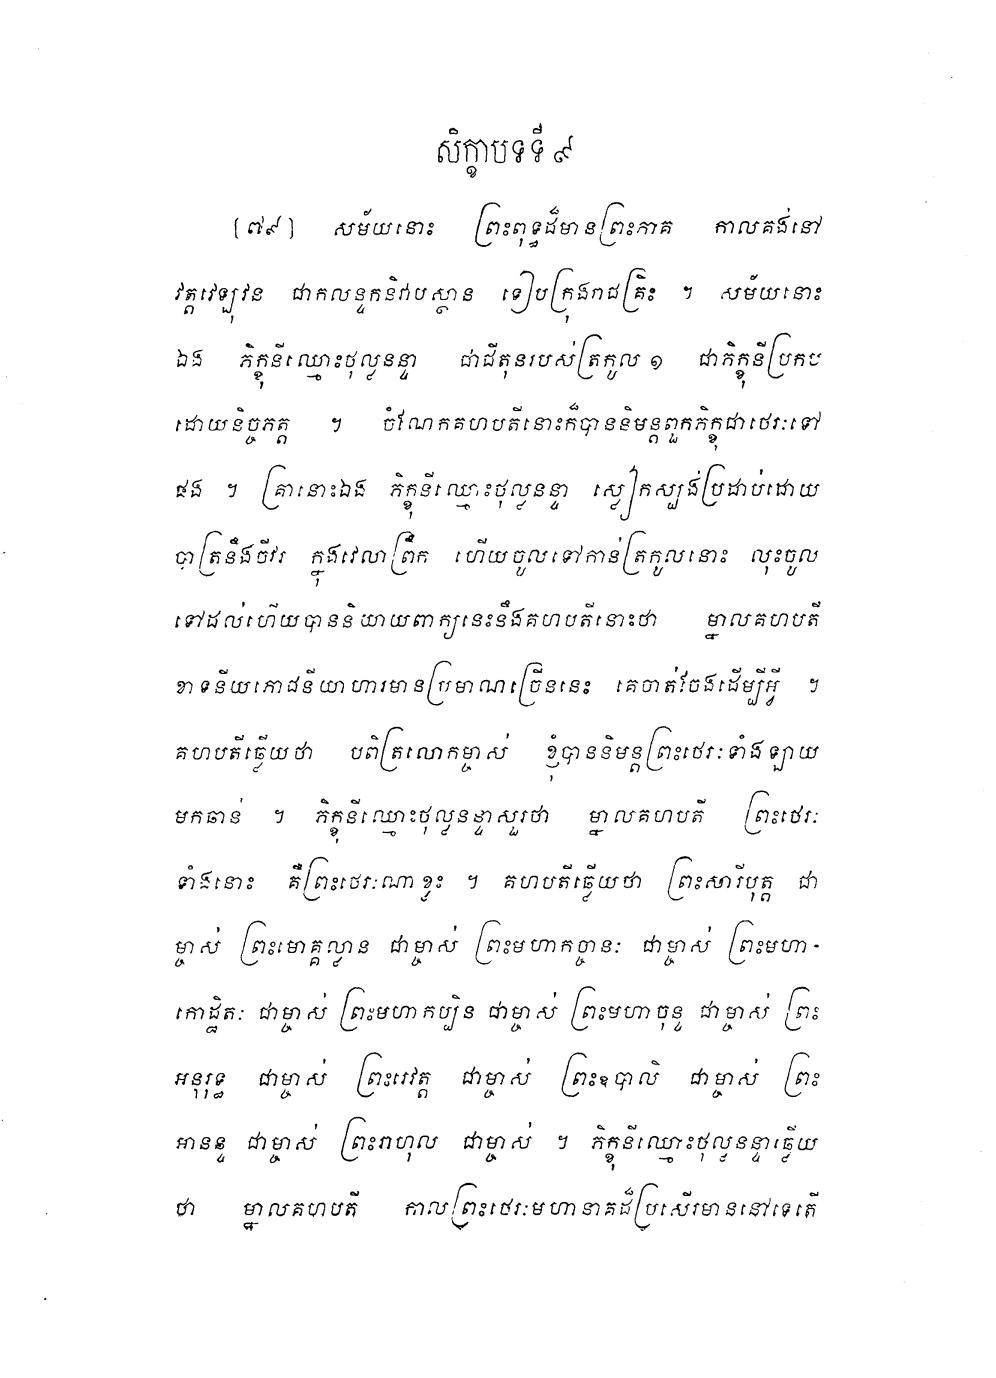 សិក្ខាបទទី ៩
[៧៩] សម័យនោះ ព្រះពុទ្ធដ៏មានព្រះភាគ កាលគង់នៅ
វត្តវេឡុវន ជាកលន្ទកនិវាបស្ថាន ទៀបក្រុងរាជគ្រឹះ ។ សម័យនោះ
ឯង ភិក្ខុនីឈ្មោះថុល្លនន្ទា ជាជីតុនរបស់ត្រកូល ១ ជាភិក្ខុនីប្រកប
ដោយនិច្ចភត្ត ។ ចំណែកគហបតីនោះក៏បាននិមន្តពួកភិក្ខុជាថេរៈទៅ
ផង ។ គ្រានោះឯង ភិក្ខុនីឈ្មោះថុល្លនន្ទា ស្លៀកស្បង់ប្រដាប់ដោយ
បាត្រនឹងចីវរ ក្នុងវេលាព្រឹក ហើយចូលទៅកាន់ត្រកូលនោះ លុះចូល
ទៅដល់ហើយបាននិយាយពាក្យនេះនឹងគហបតីនោះថា ម្នាលគហបតី
ខាទនីយភោជនីយាហារមានប្រមាណច្រើននេះ គេចាត់ចែងដើម្បីអ្វី ។
គហបតីឆ្លើយថា បពិត្រលោកម្ចាស់ ខ្ញុំបាននិមន្តព្រះថេរៈទាំងឡាយ
មកឆាន់ ។ ភិក្ខុនីឈ្មោះថុល្លនន្ទាសួរថា ម្នាលគហបតី ព្រះថេរៈ
ទាំងនោះ គឺព្រះថេរៈណាខ្លះ ។ គហបតីឆ្លើយថា ព្រះសារីបុត្ត ជា
ម្ចាស់ ព្រះមោគ្គល្លាន ជាម្ចាស់ ព្រះមហាកច្ចានៈ ជាម្ចាស់ ព្រះមហា-
កោដ្ឋិតៈ ជាម្ចាស់ ព្រះមហាកប្បិន ជាម្ចាស់ ព្រះមហាចុន្ទ ជាម្ចាស់ ព្រះ
អនុរុទ្ធ ជាម្ចាស់ ព្រះរេវត្ត ជាម្ចាស់ ព្រះឧបាលិ ជាម្ចាស់ ព្រះ
អានន្ទ ជាម្ចាស់ ព្រះរាហុល ជាម្ចាស់ ។ ភិក្ខុនីឈ្មោះថុល្លនន្ទាឆ្លើយ
ថា ម្នាលគហបតី កាលព្រះថេរៈមហានាគដ៏ប្រសើរមាននៅទេតើ